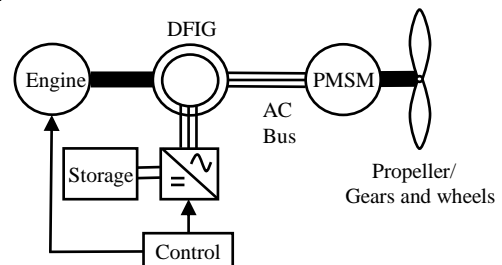 DFIG
Engine
PMSM
AC
Bus
Propeller/
Gears and wheels
Storage
=
Control